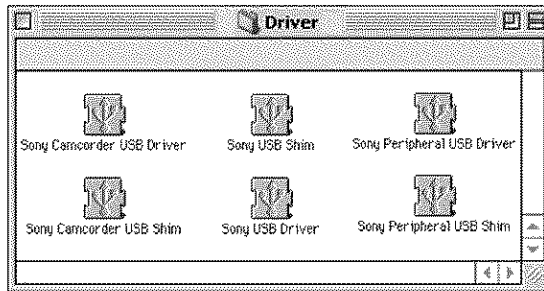 Driver
Sony Camcorder USB Driver
Sony USB Shim
Sony Peripheral USB Driver
Sony Camcorder USB Shim
Sony USB Driver
Sony Peripheral USB Shim